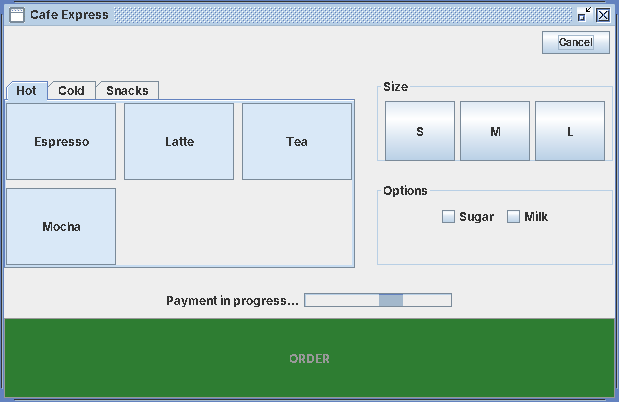 Cafe Express
Cancel
Hot Cold Snacks
Espresso Latte Tea
Mocha
Size
S M L
Options
Sugar Milk
Payment in progress...
ORDER